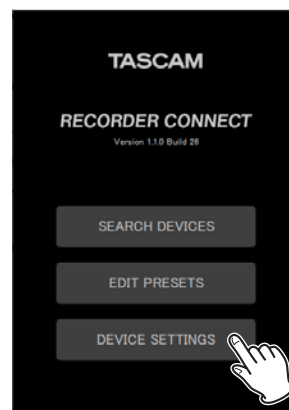 TASCAM
RECORDER CONNECT
Version 1.1.0 Build 26
SEARCH DEVICES
EDIT PRESETS
DEVICE SETTINGS